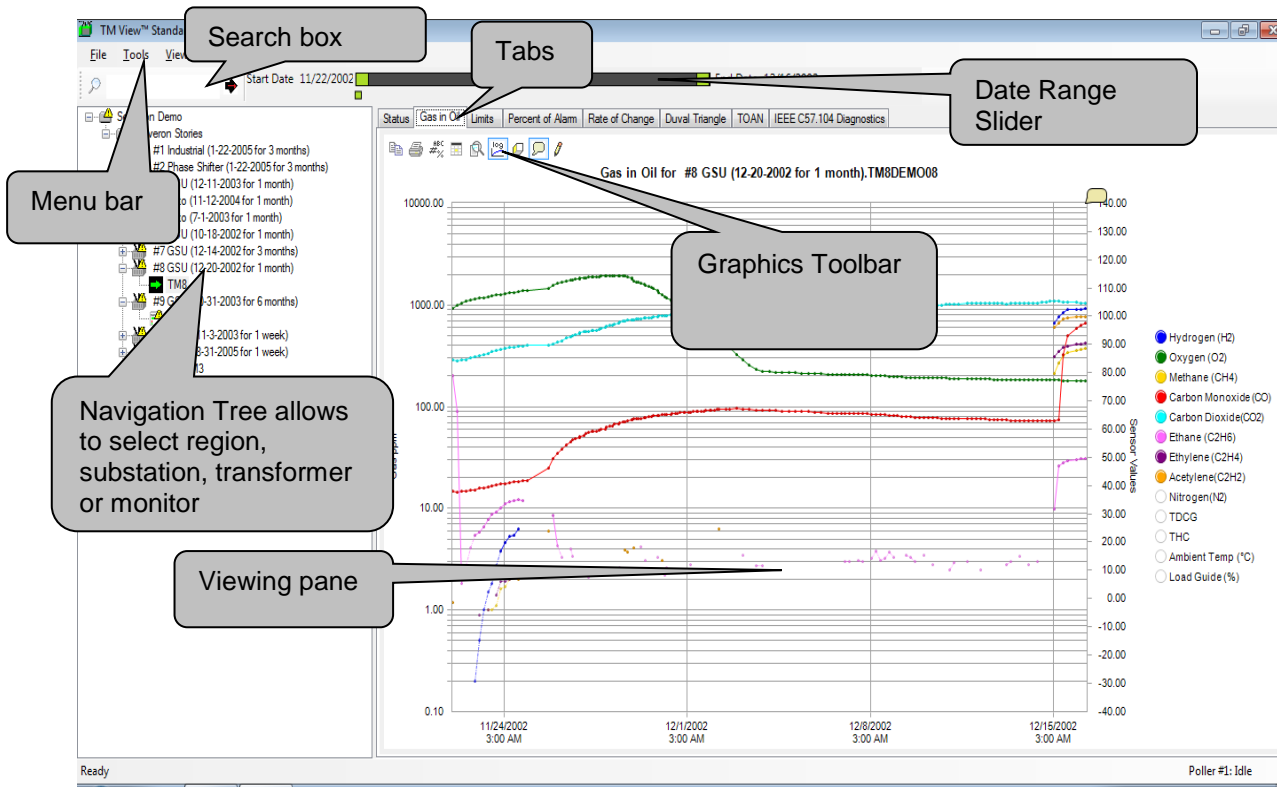 TM View™ Standa
Search box
Tabs
File Tools View
Start Date 11/22/2002
Date Range
Slider
Menu bar
Demo
Stories
#1 Industrial (1-22-2005 for 3 months)
#2 Phase Shifter (1-22-2005 for 3 months)
(12-11-2003 for 1 month)
(11-12-2004 for 1 month)
(7-1-2003 for 1 month)
(10-18-2002 for 1 month)
#7 GSU (12-14-2002 for 3 months)
#8 GSU (12-20-2002 for 1 month)
TM8
#9 for 6 months)
1-3-2003 for 1 week)
-31-2005 for 1 week)
Navigation Tree allows
to select region,
substation, transformer
or monitor
Status Gas in Oil Limits Percent of Alarm Rate of Change Duval Triangle TOAN IEEE C57.104 Diagnostics
Gas in Oil for #8 GSU (12-20-2002 for 1 month).TM8DEMO08
Graphics Toolbar
10000.00
1000.00
100.00
10.00
1.00
0.10
140.00
130.00
120.00
110.00
100.00
90.00
80.00
70.00
60.00
50.00
40.00
30.00
20.00
10.00
0.00
-10.00
-20.00
-30.00
-40.00
Sensor Values
Viewing pane
11/24/2002
3:00 AM
12/1/2002
3:00 AM
12/8/2002
3:00 AM
12/15/2002
3:00 AM
Hydrogen (H2)
Oxygen (O2)
Methane (CH4)
Carbon Monoxide (CO)
Carbon Dioxide(CO2)
Ethane (C2H6)
Ethylene (C2H4)
Acetylene(C2H2)
Nitrogen(N2)
TDCG
THC
Ambient Temp (°C)
Load Guide (%)
Ready
Poller #1: Idle